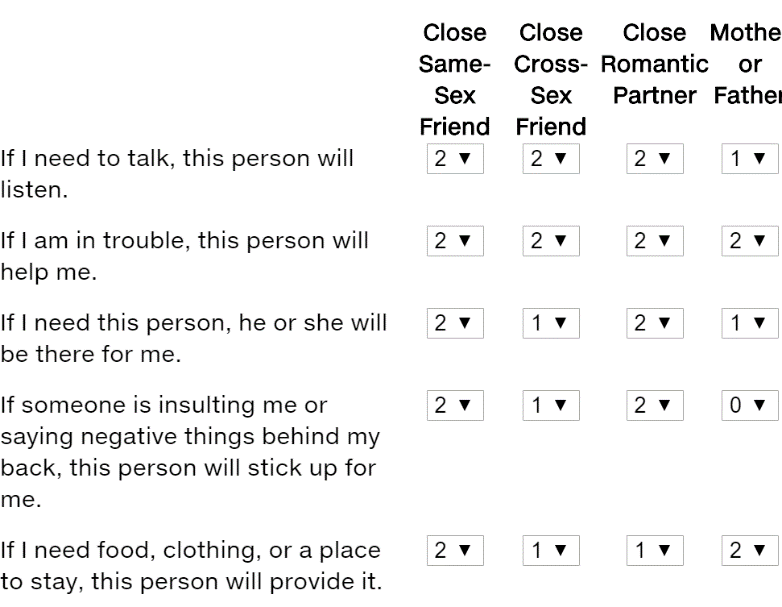 Close Close Close Mothe
Same- Cross- Romantic or
Sex Sex Partner Father
Friend Friend
If I need to talk, this person will 2 ▼ 2 ▼ 2 ▼ 1 ▼
listen.
If I am in trouble, this person will 2 ▼ 2 ▼ 2 ▼ 2 ▼
help me.
If I need this person, he or she will 2 ▼ 1 ▼ 2 ▼ 1 ▼
be there for me.
If someone is insulting me or 2 ▼ 1 ▼ 2 ▼ 0 ▼
saying negative things behind my
back, this person will stick up for
me.
If I need food, clothing, or a place 2 ▼ 1 ▼ 1 ▼ 2 ▼
to stay, this person will provide it.